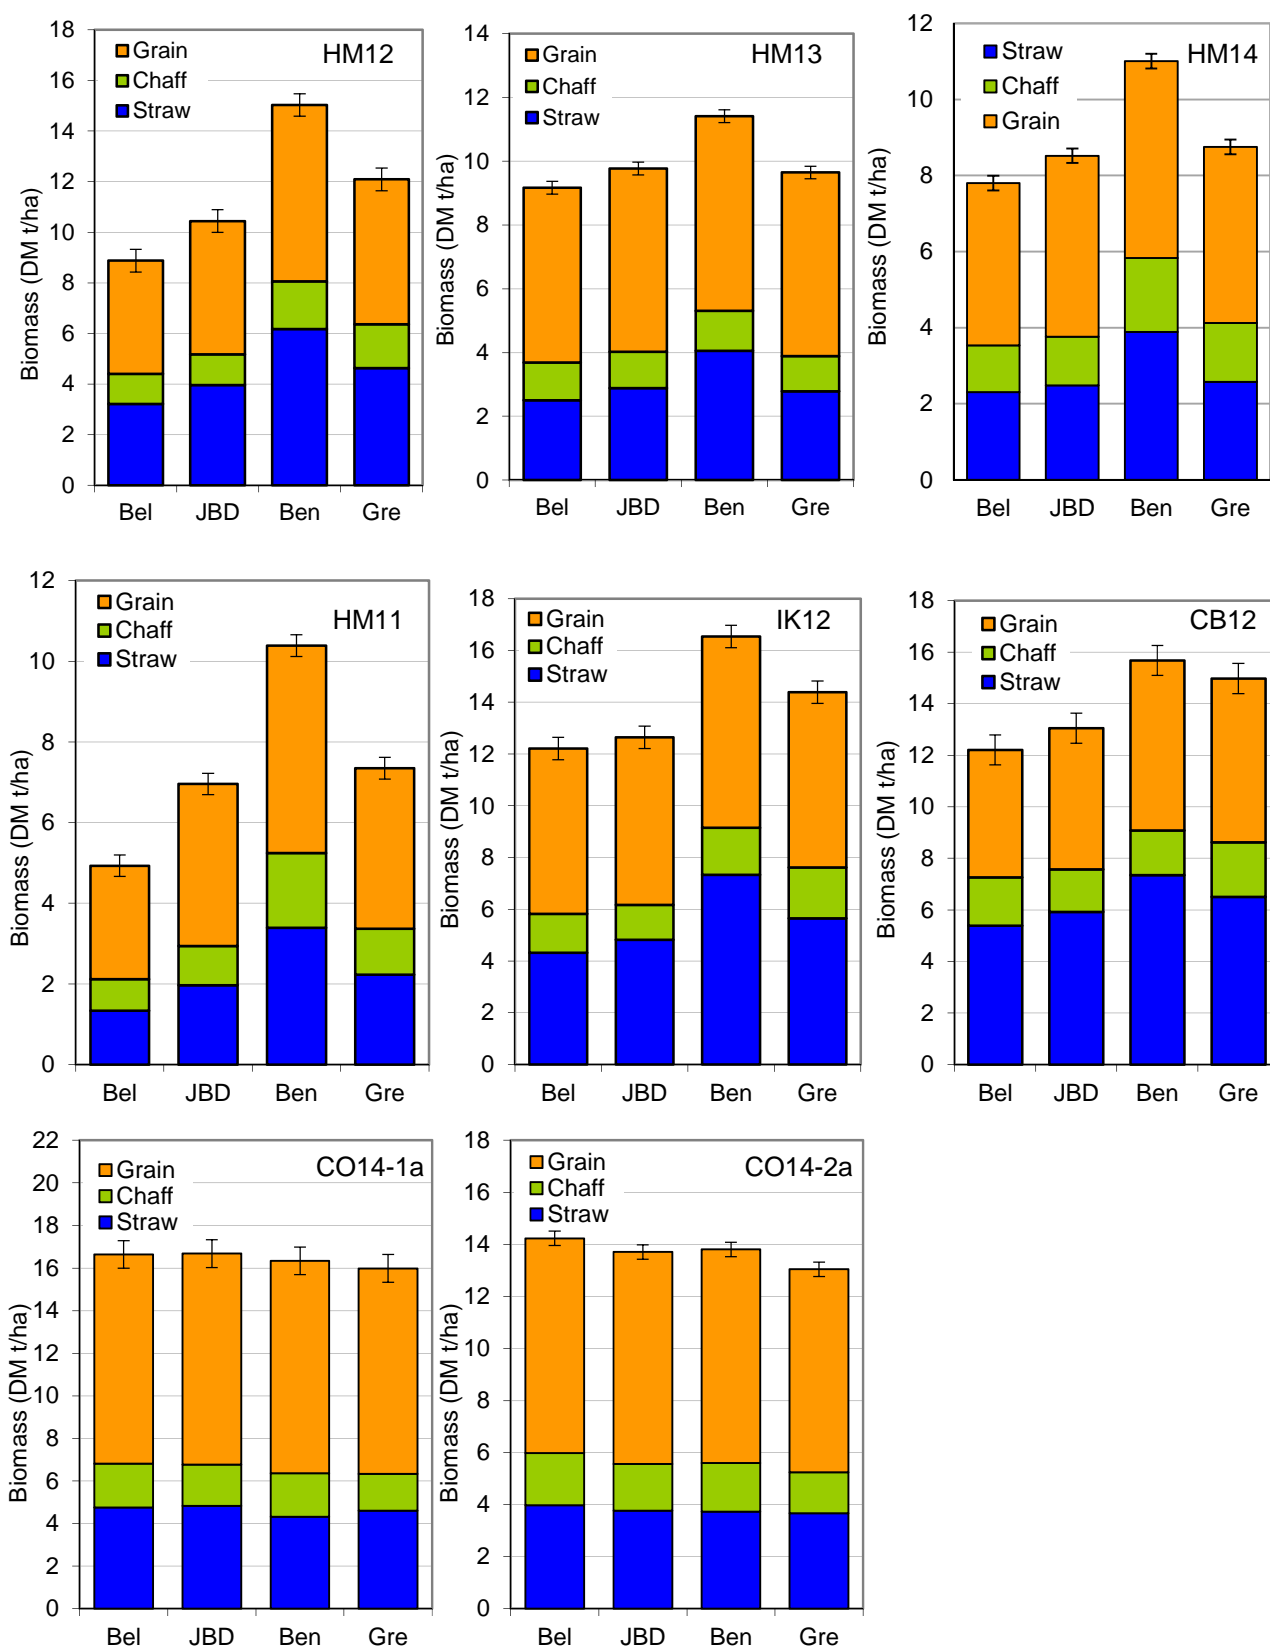 HM12
Grain
Chaff
Straw
Biomass (DM t/ha)
18
16
14
12
10
8
6
4
2
0
Bel JBD Ben Gre
HM13
Grain
Chaff
Straw
Biomass (DM t/ha)
14
12
10
8
6
4
2
0
Bel JBD Ben Gre
HM14
Straw
Chaff
Grain
Biomass (DM t/ha)
12
10
8
6
4
2
0
Bel JBD Ben Gre
HM11
Grain
Chaff
Straw
Biomass (DM t/ha)
12
10
8
6
4
2
0
Bel JBD Ben Gre
IK12
Grain
Chaff
Straw
Biomass (DM t/ha)
18
16
14
12
10
8
6
4
2
0
Bel JBD Ben Gre
CB12
Grain
Chaff
Straw
Biomass (DM t/ha)
18
16
14
12
10
8
6
4
2
0
Bel JBD Ben Gre
CO14-1a
Grain
Chaff
Straw
Biomass (DM t/ha)
22
20
18
16
14
12
10
8
6
4
2
0
Bel JBD Ben Gre
CO14-2a
Grain
Chaff
Straw
Biomass (DM t/ha)
18
16
14
12
10
8
6
4
2
0
Bel JBD Ben Gre